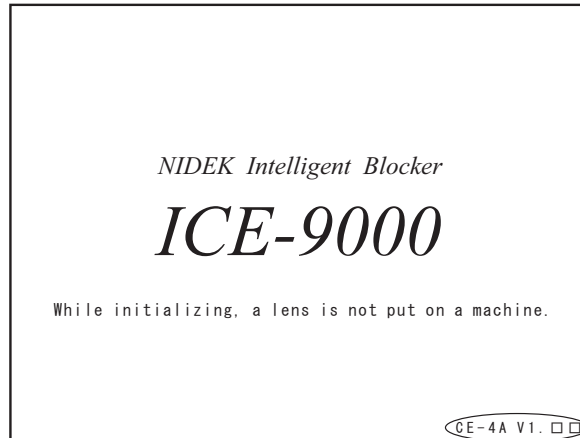 NIDEK Intelligent Blocker
ICE-9000
While initializing, a lens is not put on a machine.
CE-4A V1. □ □